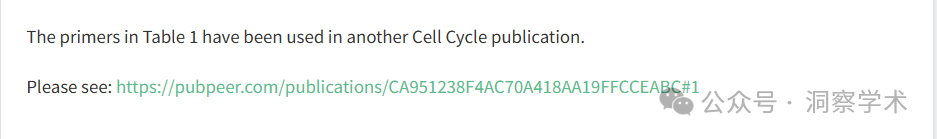 The primers in Table 1 have been used in another Cell Cycle publication.
Please see: https://pubpeer.com/publications/CA951238F4AC70A418AA19FFCCEABC#1
公众号 · 洞察学术